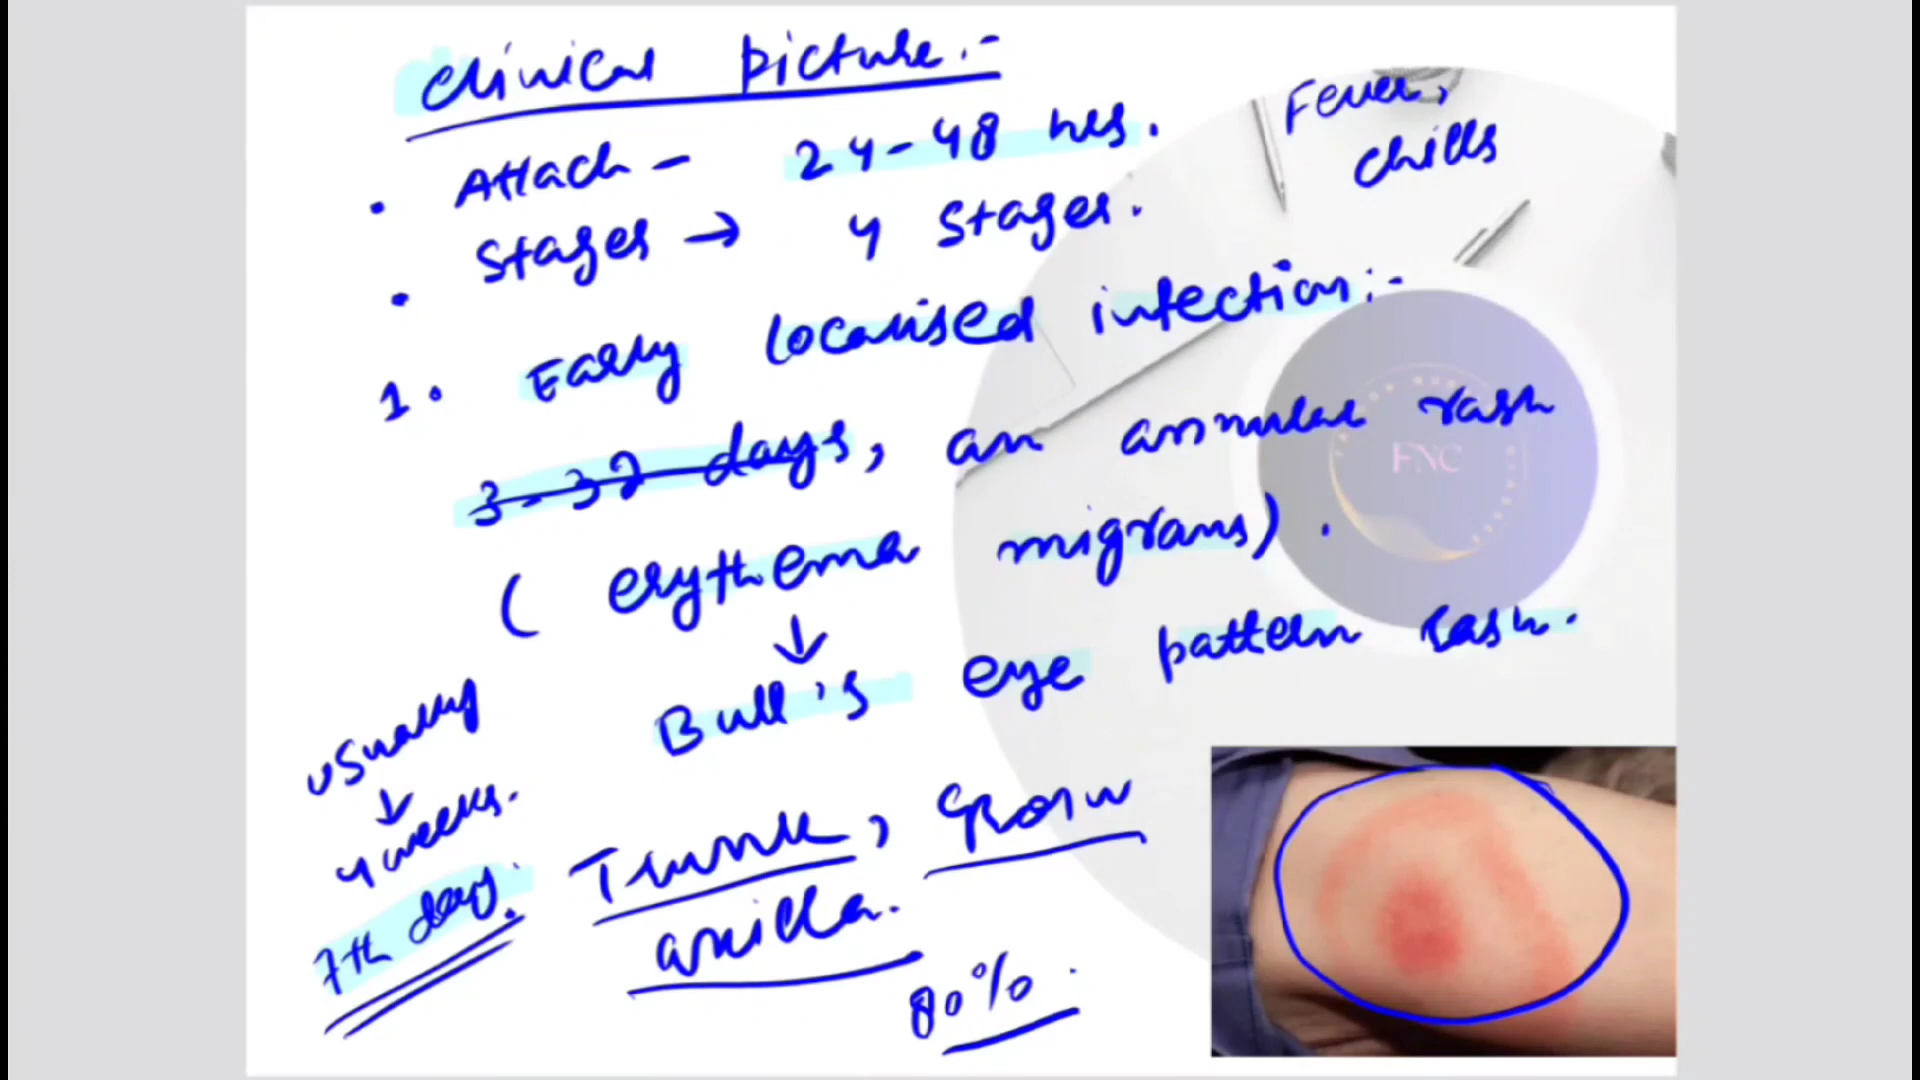 Clinical picture:-
Fever,
chills
• Attach - 24-48 hrs.
• Stages → 4 stages.
1. Early localised infection:-
3-32 days, an annular rash
( erythema migrans).
↓
Bull's eye pattern rash.
usually
↓
4 weeks.
7th day.
Trunk, Groin
axilla.
80%
FNC